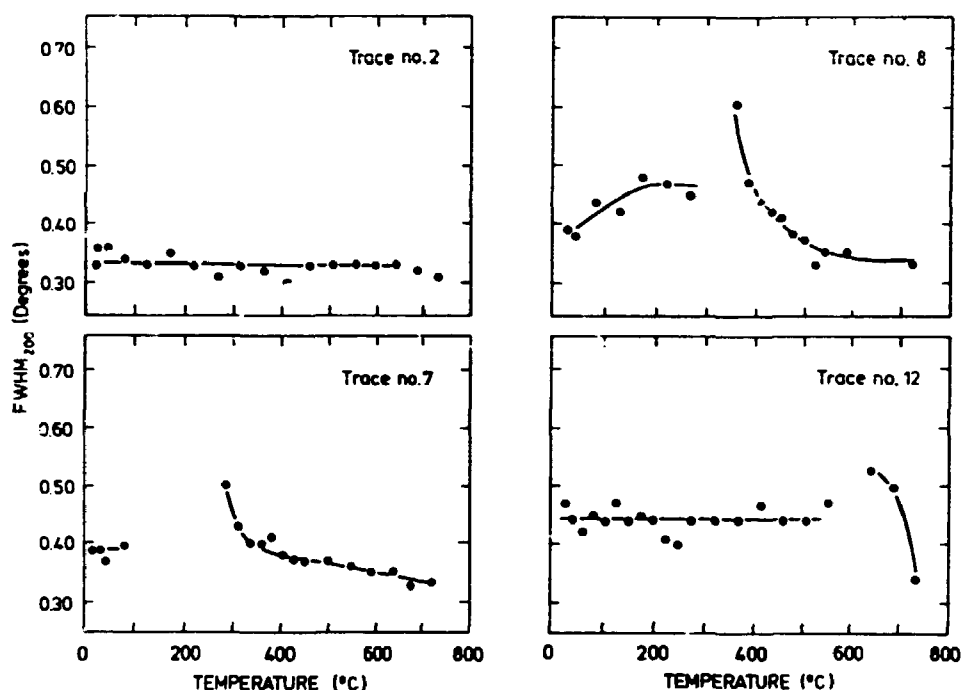 0.70
0.60
0.50
0.40
0.30
Trace no. 2
Trace no. 8
FWHM200 (Degrees)
0.70
0.60
0.50
0.40
0.30
Trace no. 7
Trace no. 12
0 200 400 600 800
0 200 400 600 800
TEMPERATURE (°C)
TEMPERATURE (°C)